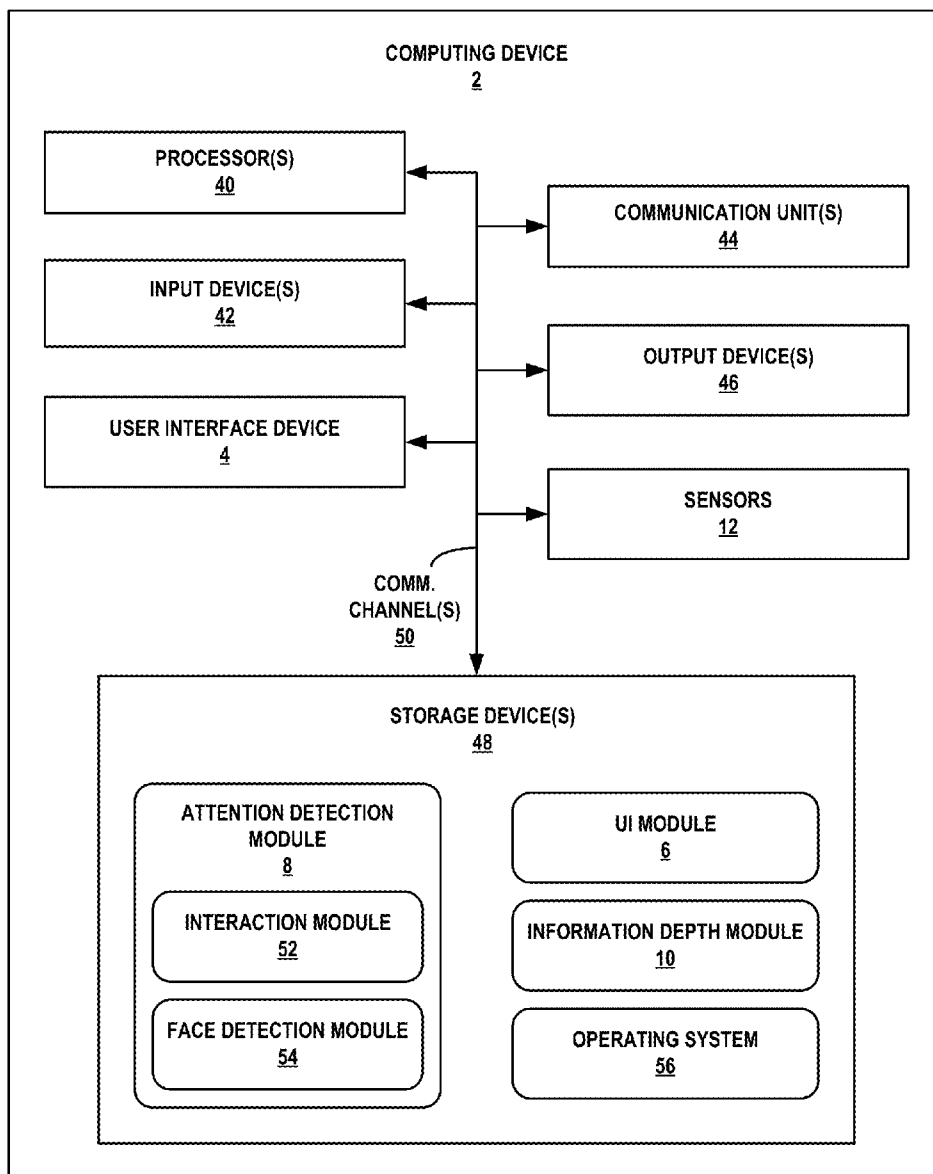 COMPUTING DEVICE
2
PROCESSOR(S)
40
COMMUNICATION UNIT(S)
44
INPUT DEVICE(S)
42
OUTPUT DEVICE(S)
46
USER INTERFACE DEVICE
4
SENSORS
12
COMM.
CHANNEL(S)
50
STORAGE DEVICE(S)
48
ATTENTION DETECTION
MODULE
8
INTERACTION MODULE
52
FACE DETECTION MODULE
54
UI MODULE
6
INFORMATION DEPTH MODULE
10
OPERATING SYSTEM
56